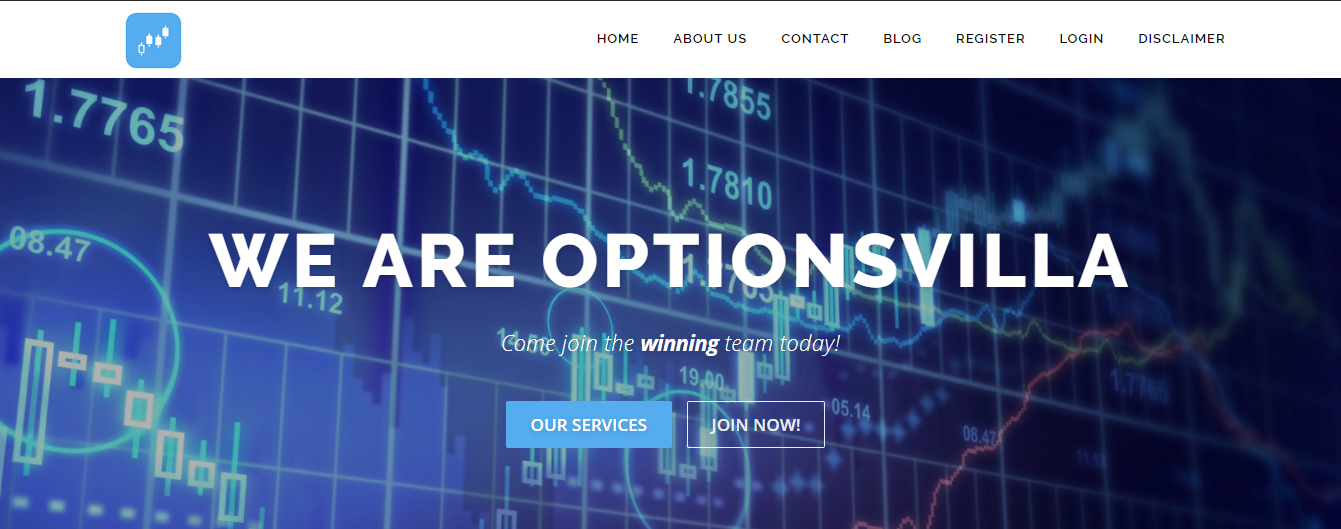 HOME ABOUT US CONTACT BLOG REGISTER LOGIN DISCLAIMER
1.7765
1.7855
1.7810
08.47
WE ARE OPTIONSVILLA
11.12
Come join the winning team today!
19.00
1.7765
05.14
OUR SERVICES JOIN NOW!
08.47
11.12